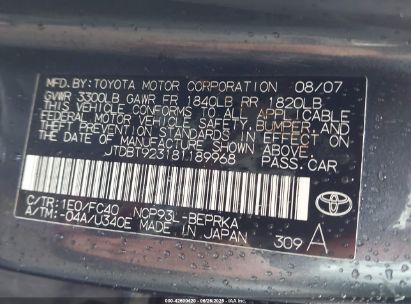 MFD.BY:TOYOTA MOTOR CORPORATION 08/07
GVWR 3300LB GAWR FR 1840LB RR 1820LB
THIS VEHICLE CONFORMS TO ALL APPLICABLE
FEDERAL MOTOR VEHICLE SAFETY, BUMPER, AND
THEFT PREVENTION STANDARDS IN EFFECT ON
THE DATE OF MANUFACTURE SHOWN ABOVE.
JTDBT923181189968 PASS.CAR
C/TR:1E0/FC40 NCP93L-BEPRKA
A/TM:-04A/U340E MADE IN JAPAN 309 A